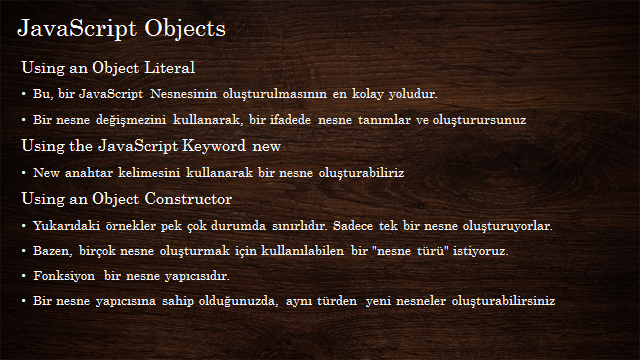 JavaScript Objects
Using an Object Literal
• Bu, bir JavaScript Nesnesinin oluşturulmasının en kolay yoludur.
• Bir nesne değişmezini kullanarak, bir ifadede nesne tanımlar ve oluşturursunuz
Using the JavaScript Keyword new
• New anahtar kelimesini kullanarak bir nesne oluşturabiliriz
Using an Object Constructor
• Yukarıdaki örnekler pek çok durumda sınırlıdır. Sadece tek bir nesne oluşturuyorlar.
• Bazen, birçok nesne oluşturmak için kullanılabilen bir "nesne türü" istiyoruz.
• Fonksiyon bir nesne yapıcısıdır.
• Bir nesne yapıcısına sahip olduğunuzda, aynı türden yeni nesneler oluşturabilirsiniz